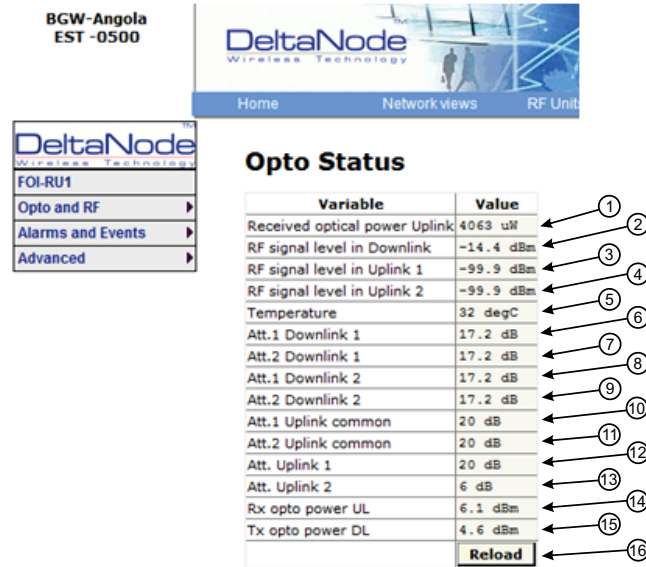 BGW-Angola
EST -0500
DeltaNode
TM
Wireless Technology
Home Network views RF Units
DeltaNode
TM
Wireless Technology
FOI-RU1
Opto and RF
Alarms and Events
Advanced
Opto Status
Variable Value
Received optical power Uplink 4063 uW 1
RF signal level in Downlink -14.4 dBm 2
RF signal level in Uplink 1 -99.9 dBm 3
RF signal level in Uplink 2 -99.9 dBm 4
Temperature 32 degC 5
Att.1 Downlink 1 17.2 dB 6
Att.2 Downlink 1 17.2 dB 7
Att.1 Downlink 2 17.2 dB 8
Att.2 Downlink 2 17.2 dB 9
Att.1 Uplink common 20 dB 10
Att.2 Uplink common 20 dB 11
Att. Uplink 1 20 dB 12
Att. Uplink 2 6 dB 13
Rx opto power UL 6.1 dBm 14
Tx opto power DL 4.6 dBm 15
Reload 16